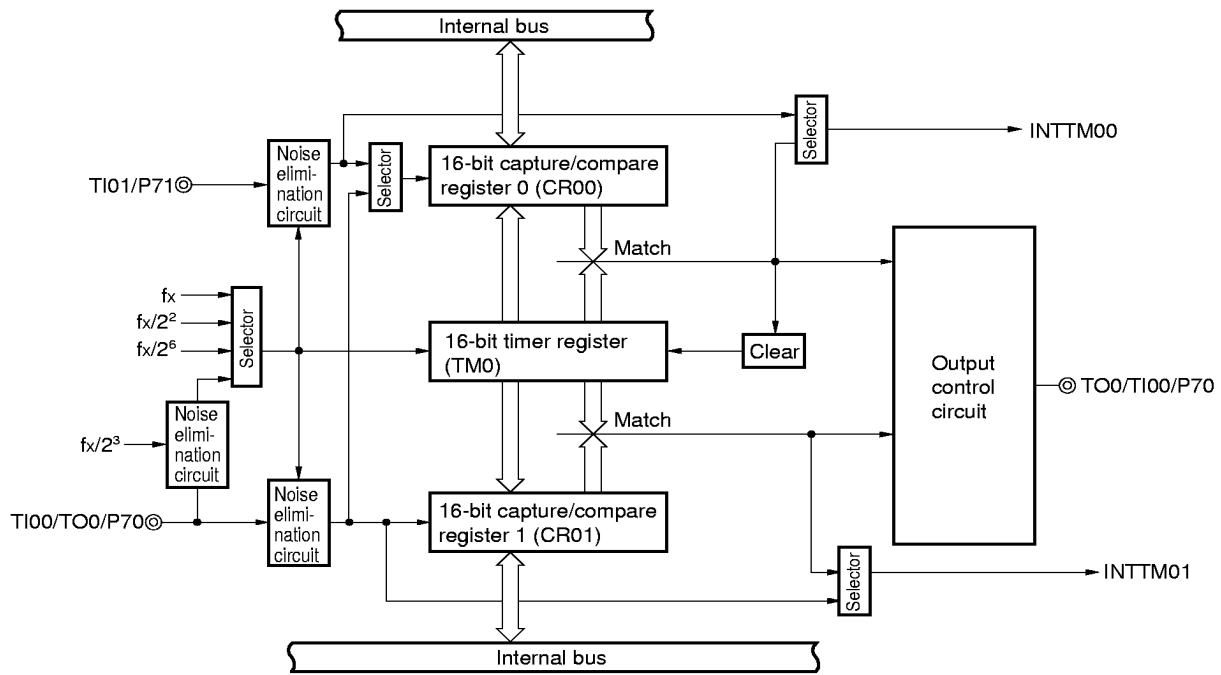 Internal bus
INTTM00
Selector
Noise
elimi-
nation
circuit
Selector
16-bit capture/compare
register 0 (CR00)
TI01/P71
Match
fx
fx/2²
fx/2⁶
Selector
16-bit timer register
(TM0)
Clear
Output
control
circuit
TO0/TI00/P70
Noise
elimi-
nation
circuit
fx/2³
Match
TI00/TO0/P70
Noise
elimi-
nation
circuit
16-bit capture/compare
register 1 (CR01)
Selector
INTTM01
Internal bus